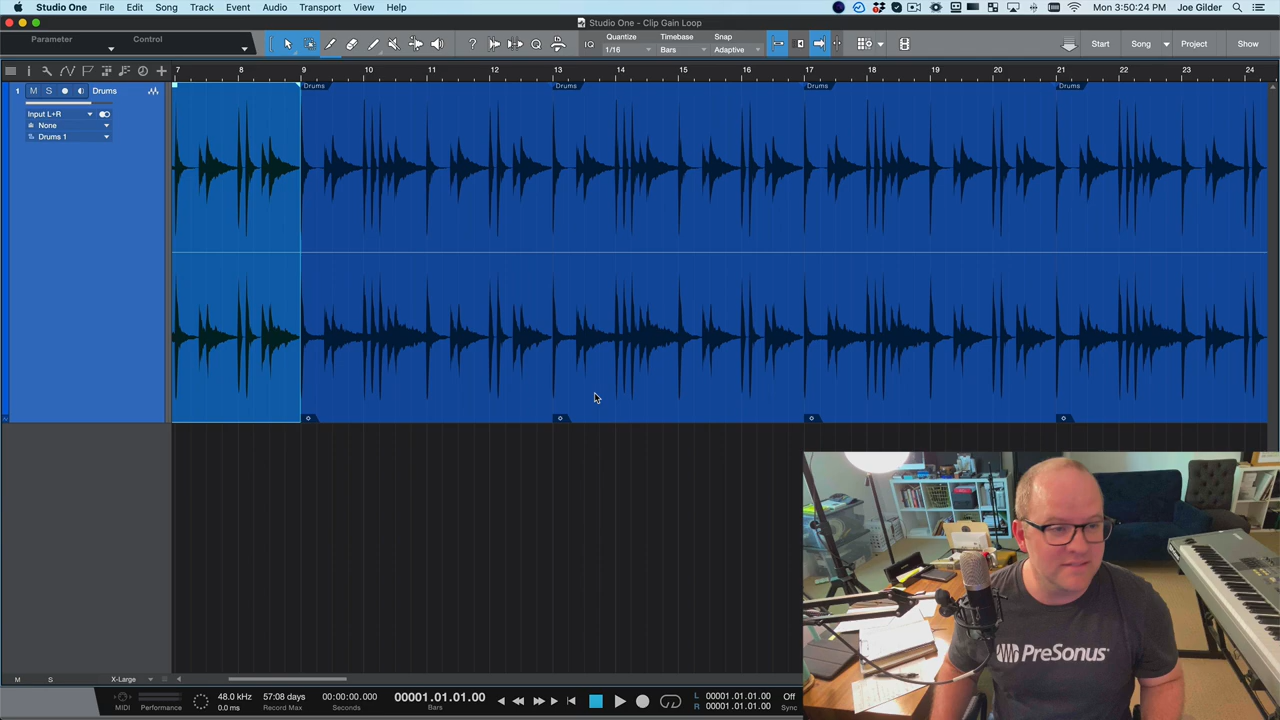 Studio One File Edit Song Track Event Audio Transport View Help Mon 3:50:24 PM Joe Gilder
Studio One - Clip Gain Loop
Parameter Control
IQ Quantize 1/16 Timebase Bars Snap Adaptive Start Song Project Show
7 8 9 10 11 12 13 14 15 16 17 18 19 20 21 22 23 24
1 M S Drums
Drums Drums Drums Drums
Input L+R
None
Drums 1
PreSonus
M S X-Large
MIDI Performance
48.0 kHz
0.0 ms
57:08 days
Record Max
00:00:00.000
Seconds
00001.01.01.00
Bars
L 00001.01.01.00
R 00001.01.01.00
Off
Sync